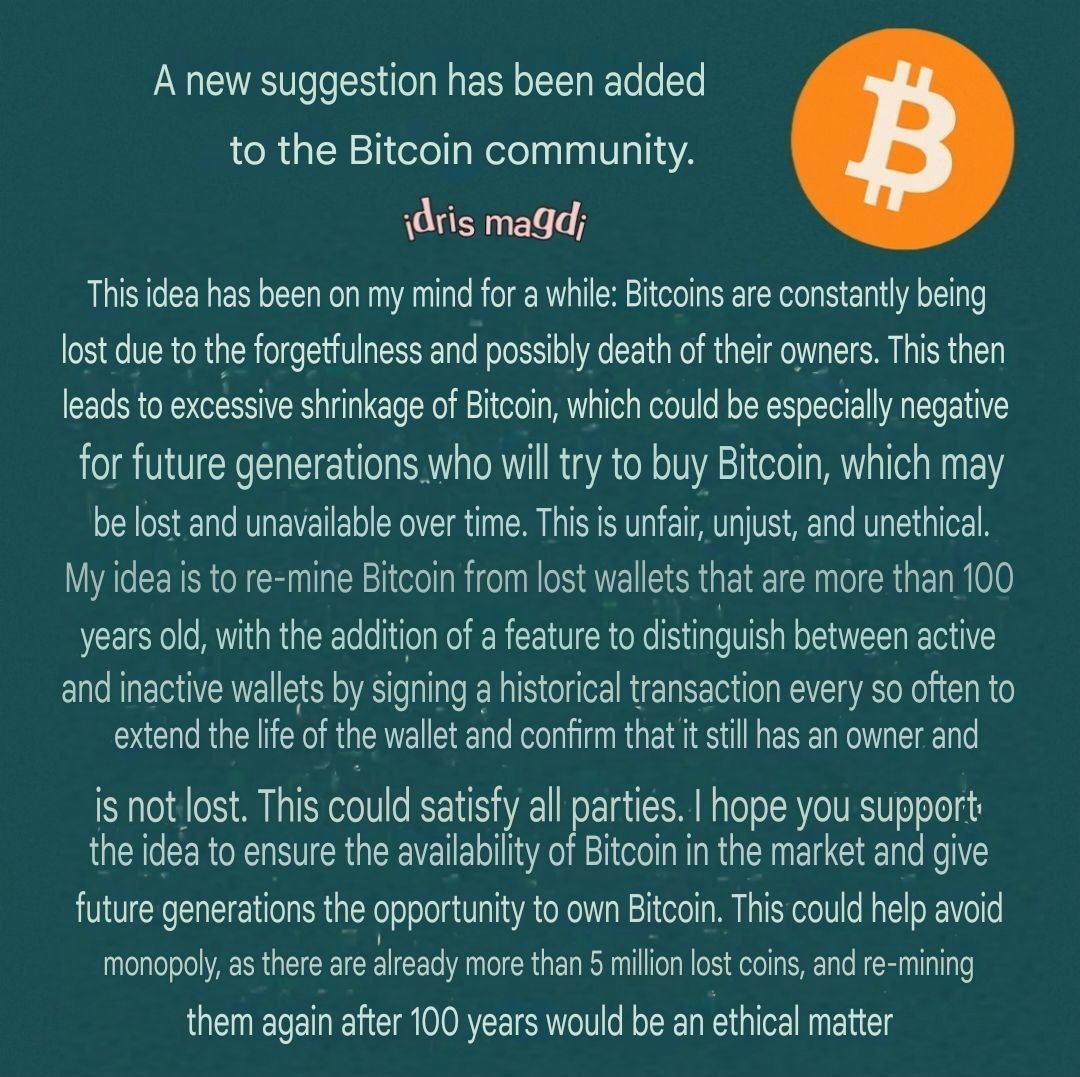 A new suggestion has been added
to the Bitcoin community.
idris magdi
This idea has been on my mind for a while: Bitcoins are constantly being
lost due to the forgetfulness and possibly death of their owners. This then
leads to excessive shrinkage of Bitcoin, which could be especially negative
for future generations who will try to buy Bitcoin, which may
be lost and unavailable over time. This is unfair, unjust, and unethical.
My idea is to re-mine Bitcoin from lost wallets that are more than 100
years old, with the addition of a feature to distinguish between active
and inactive wallets by signing a historical transaction every so often to
extend the life of the wallet and confirm that it still has an owner and
is not lost. This could satisfy all parties. I hope you support
the idea to ensure the availability of Bitcoin in the market and give
future generations the opportunity to own Bitcoin. This could help avoid
monopoly, as there are already more than 5 million lost coins, and re-mining
them again after 100 years would be an ethical matter